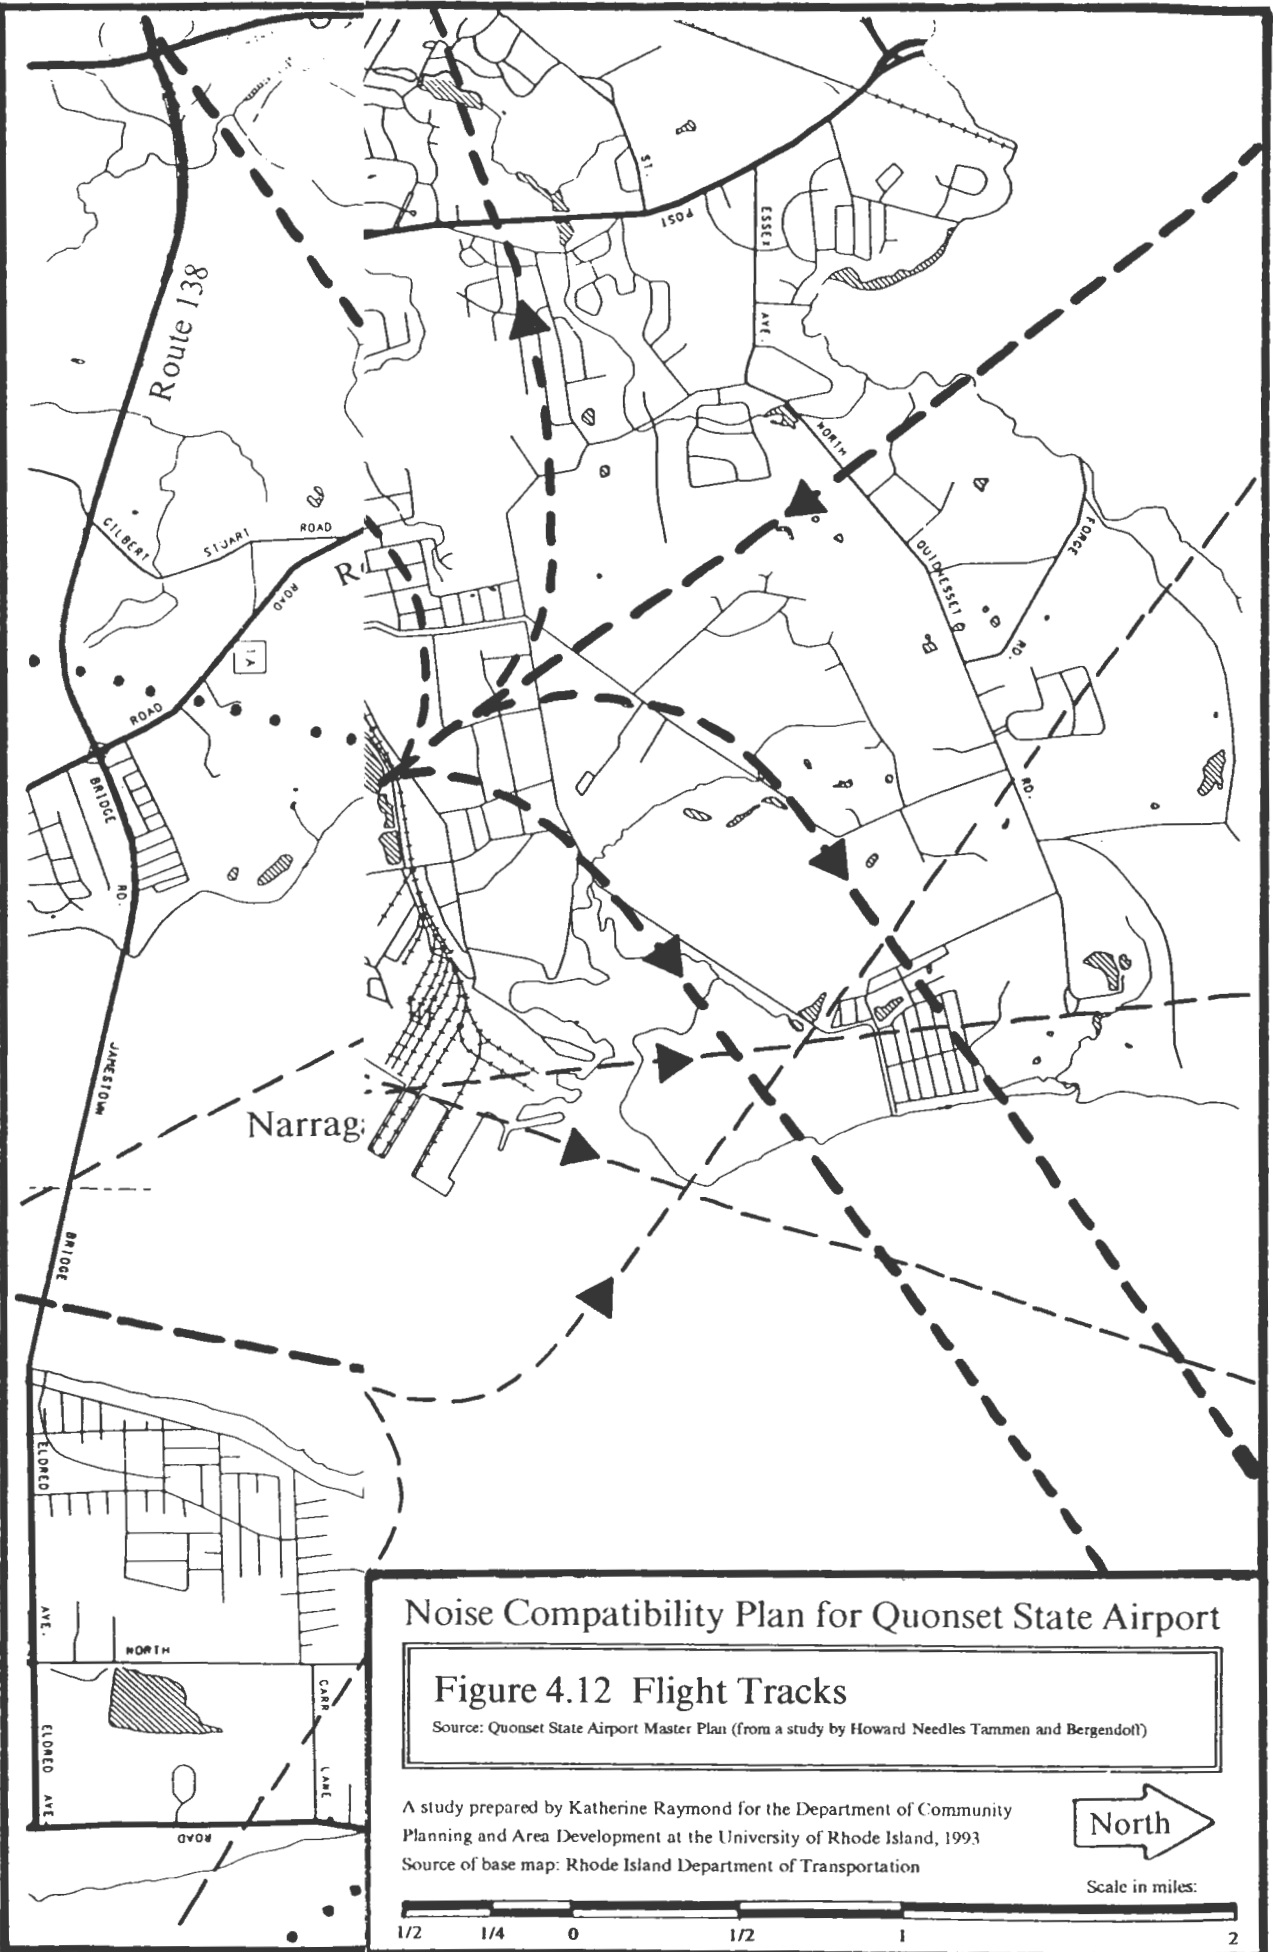 ST.
POST
ESSEX
AVE.
Route 138
NORTH
GILBERT
STUART
ROAD
ROAD
QUIDNESSET
FORGE
RD.
1A
ROAD
RD.
BRIDGE
RD.
JAMESTOWN
Narrag
BRIDGE
ELDRED
AVE.
NORTH
CARR
LANE
ELDRED AVE
ROAD
Noise Compatibility Plan for Quonset State Airport
Figure 4.12 Flight Tracks
Source: Quonset State Airport Master Plan (from a study by Howard Needles Tammen and Bergendoff)
A study prepared by Katherine Raymond for the Department of Community
Planning and Area Development at the University of Rhode Island, 1993
Source of base map: Rhode Island Department of Transportation
North
Scale in miles:
1/2 1/4 0 1/2 1 2